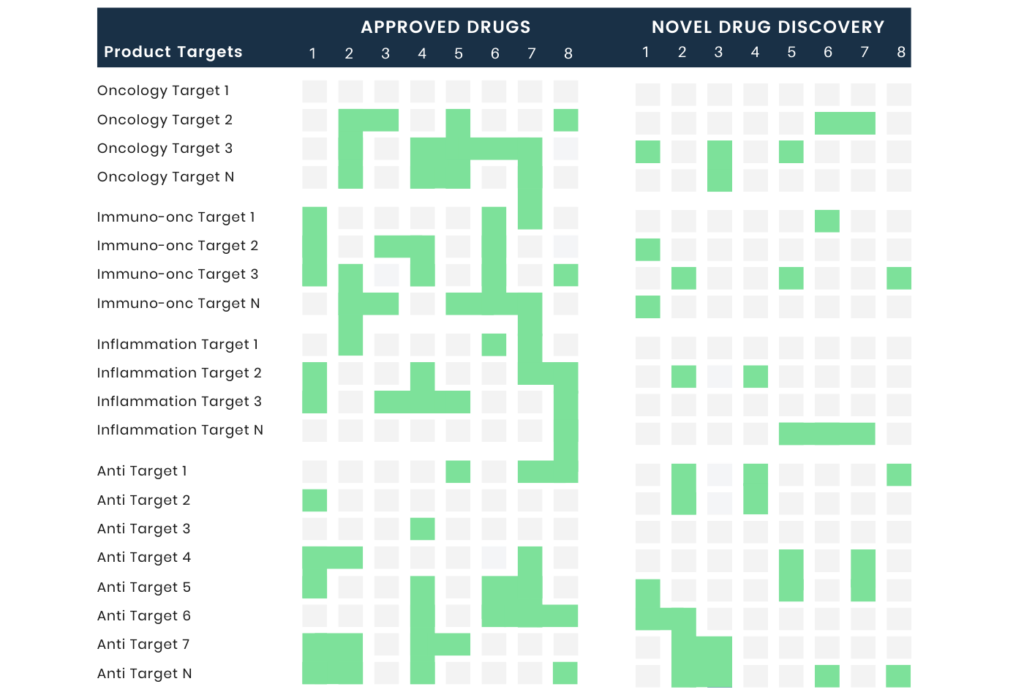 APPROVED DRUGS NOVEL DRUG DISCOVERY
Product Targets 1 2 3 4 5 6 7 8 1 2 3 4 5 6 7 8
Oncology Target 1
Oncology Target 2
Oncology Target 3
Oncology Target N
Immuno-onc Target 1
Immuno-onc Target 2
Immuno-onc Target 3
Immuno-onc Target N
Inflammation Target 1
Inflammation Target 2
Inflammation Target 3
Inflammation Target N
Anti Target 1
Anti Target 2
Anti Target 3
Anti Target 4
Anti Target 5
Anti Target 6
Anti Target 7
Anti Target N